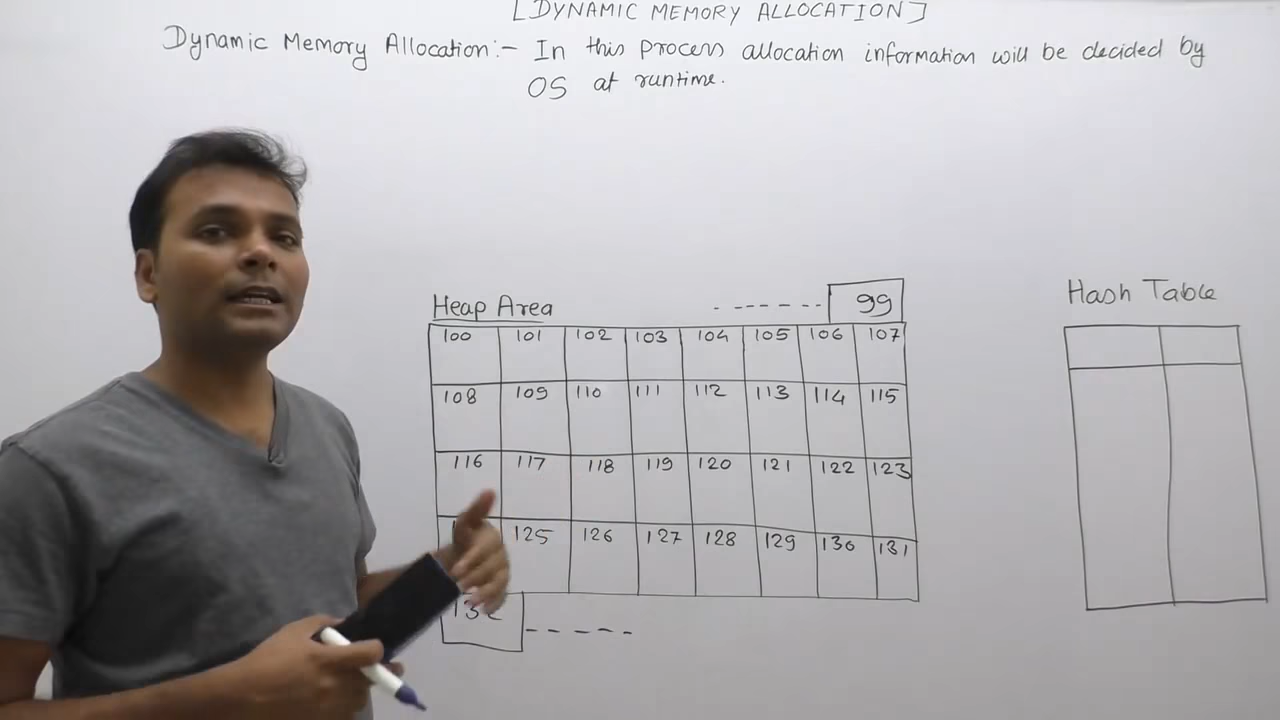 [DYNAMIC MEMORY ALLOCATION]
Dynamic Memory Allocation:- In this process allocation information will be decided by
OS at runtime.
Heap Area ------- 99
100 101 102 103 104 105 106 107
108 109 110 111 112 113 114 115
116 117 118 119 120 121 122 123
125 126 127 128 129 130 131
-----
Hash Table